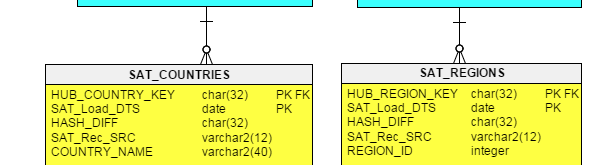 SAT_COUNTRIES
HUB_COUNTRY_KEY char(32) PK FK
SAT_Load_DTS date PK
HASH_DIFF char(32)
SAT_Rec_SRC varchar2(12)
COUNTRY_NAME varchar2(40)
SAT_REGIONS
HUB_REGION_KEY char(32) PK FK
SAT_Load_DTS date PK
HASH_DIFF char(32)
SAT_Rec_SRC varchar2(12)
REGION_ID integer